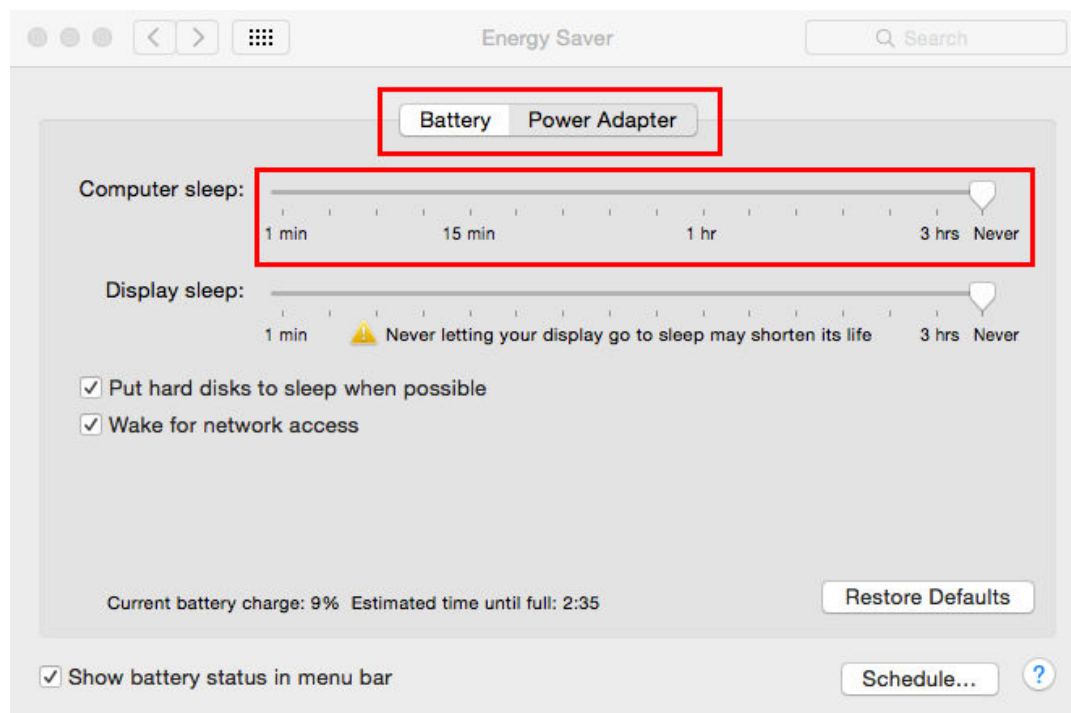 Energy Saver
Search
Battery Power Adapter
Computer sleep:
1 min 15 min 1 hr 3 hrs Never
Display sleep:
1 min Never letting your display go to sleep may shorten its life 3 hrs Never
Put hard disks to sleep when possible
Wake for network access
Current battery charge: 9% Estimated time until full: 2:35
Restore Defaults
Show battery status in menu bar
Schedule... ?